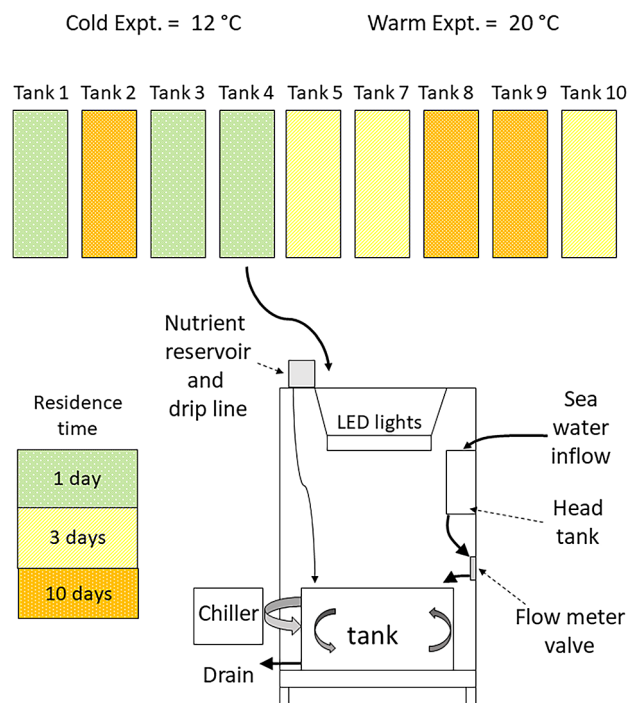 Cold Expt. = 12 °C
Warm Expt. = 20 °C
Tank 1 Tank 2 Tank 3 Tank 4 Tank 5 Tank 7 Tank 8 Tank 9 Tank 10
Nutrient
reservoir
and
drip line
LED lights
Sea
water
inflow
Head
tank
Flow meter
valve
Residence
time
1 day
3 days
10 days
Chiller
tank
Drain